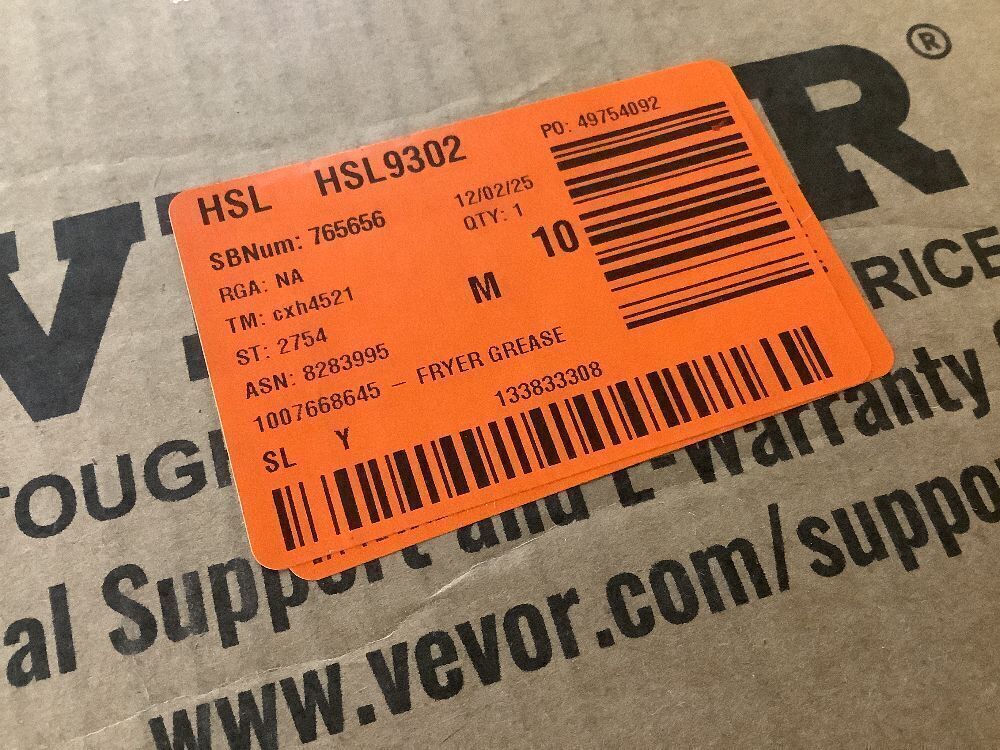 ®
HSL HSL9302
PO: 49754092
SBNum: 765656
12/02/25
RGA: NA
QTY: 1
10
TM: cxh4521
M
ST: 2754
ASN: 8283995
1007668645 – FRYER GREASE
133833308
SL Y
TOUGH
RICE
al Support and E-Warranty
www.vevor.com/suppo